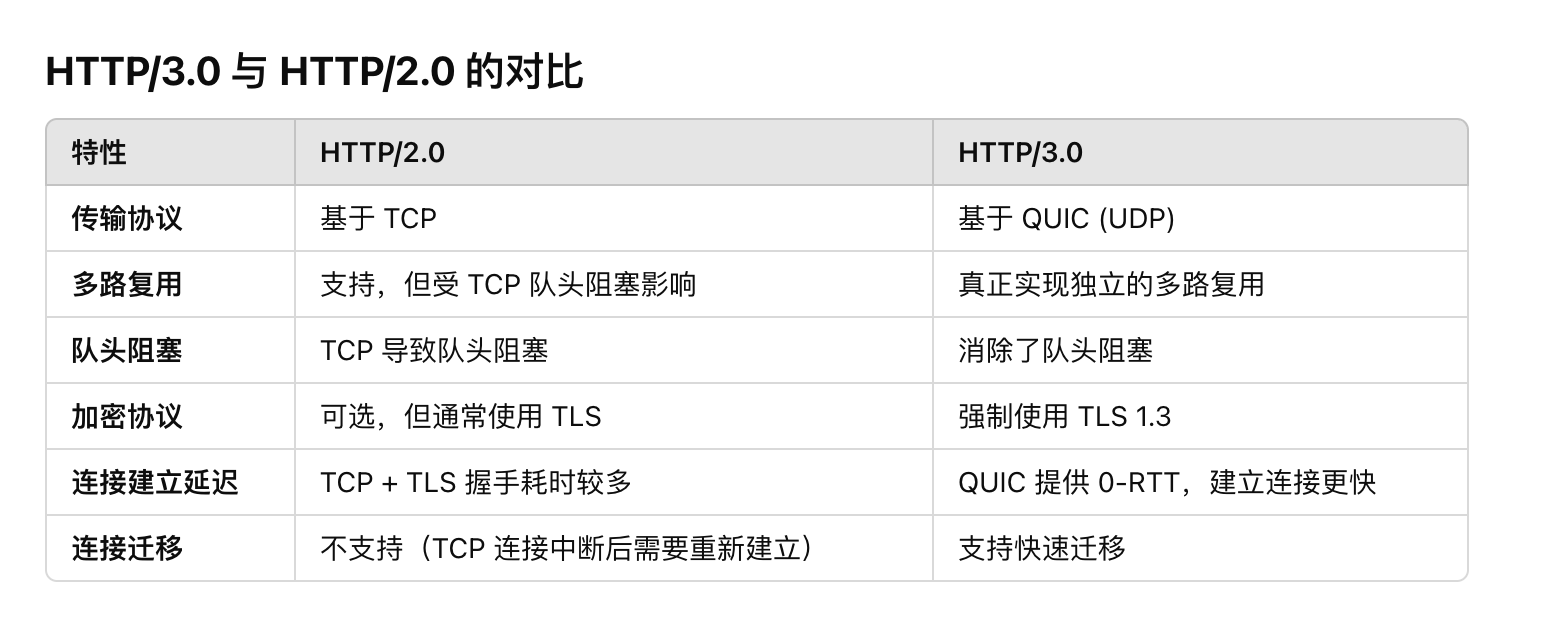 HTTP/3.0 与 HTTP/2.0 的对比
特性 HTTP/2.0 HTTP/3.0
传输协议 基于 TCP 基于 QUIC (UDP)
多路复用 支持，但受 TCP 队头阻塞影响 真正实现独立的多路复用
队头阻塞 TCP 导致队头阻塞 消除了队头阻塞
加密协议 可选，但通常使用 TLS 强制使用 TLS 1.3
连接建立延迟 TCP + TLS 握手耗时较多 QUIC 提供 0-RTT，建立连接更快
连接迁移 不支持（TCP 连接中断后需要重新建立） 支持快速迁移